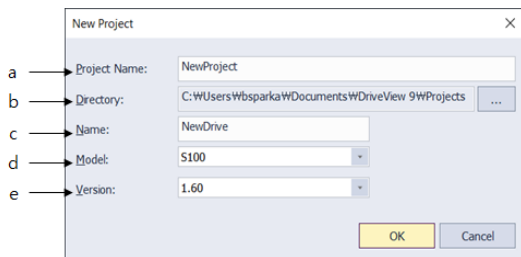 New Project
a Project Name: NewProject
b Directory: C:₩Users₩bsparka₩Documents₩DriveView 9₩Projects ...
c Name: NewDrive
d Model: S100
e Version: 1.60
OK Cancel